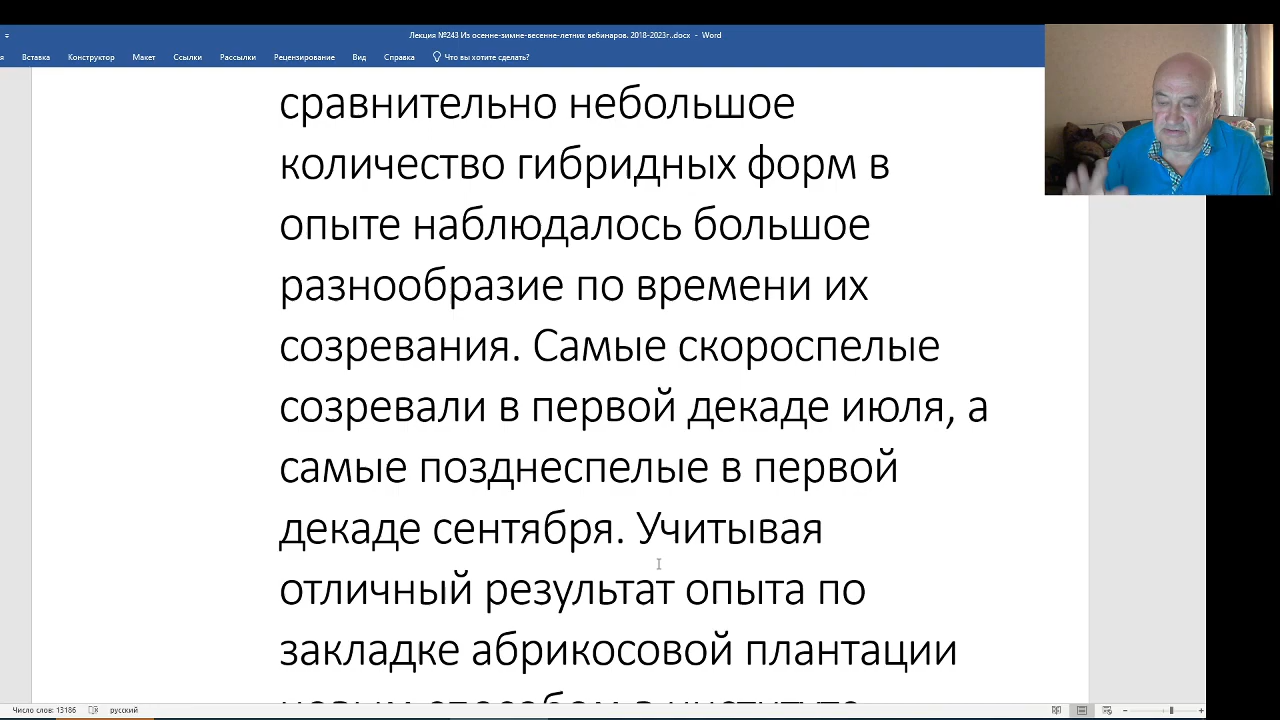 Лекция №243 Из осенне-зимне-весенне-летних вебинаров. 2018-2023г..docx - Word
Вставка Конструктор Макет Ссылки Рассылки Рецензирование Вид Справка Что вы хотите сделать?
сравнительно небольшое
количество гибридных форм в
опыте наблюдалось большое
разнообразие по времени их
созревания. Самые скороспелые
созревали в первой декаде июля, а
самые позднеспелые в первой
декаде сентября. Учитывая
отличный результат опыта по
закладке абрикосовой плантации
новым способом в институте
Число слов: 13186 русский